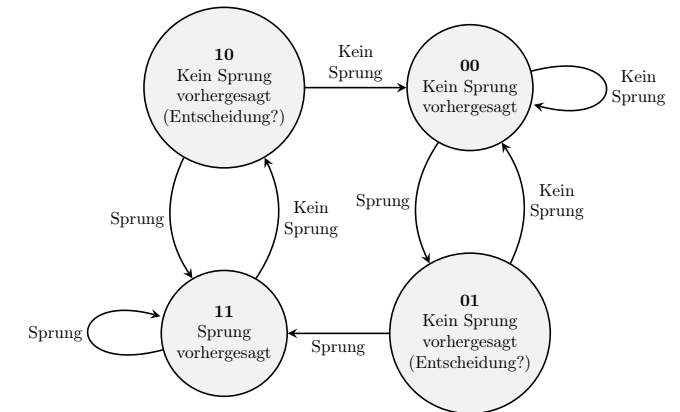 10
Kein Sprung
vorhergesagt
(Entscheidung?)
Kein
Sprung
00
Kein Sprung
vorhergesagt
Kein
Sprung
Sprung
Kein
Sprung
Sprung
Kein
Sprung
11
Sprung
vorhergesagt
Sprung
Sprung
01
Kein Sprung
vorhergesagt
(Entscheidung?)